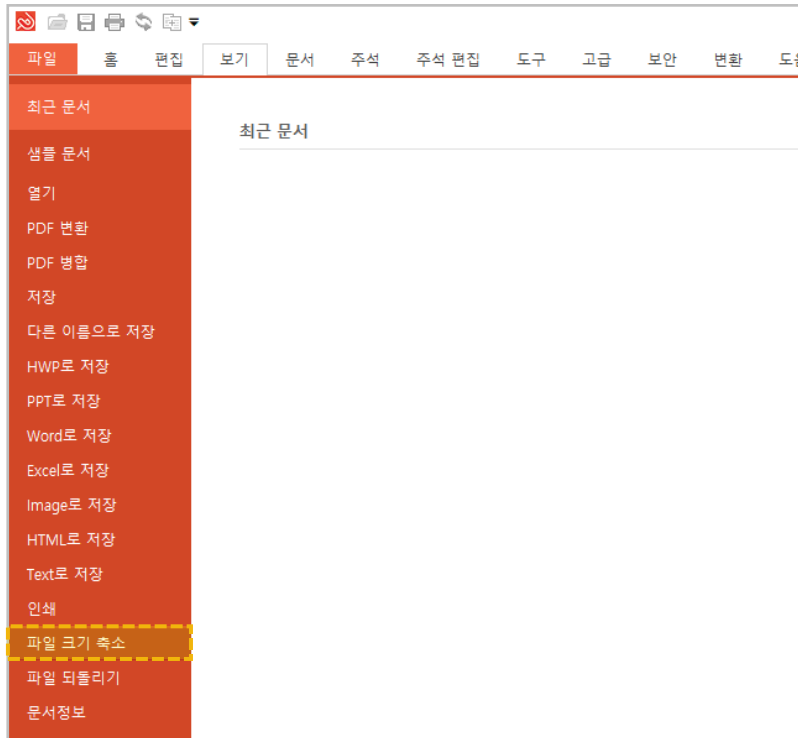 파일 홈 편집 보기 문서 주석 주석 편집 도구 고급 보안 변환
최근 문서
최근 문서
샘플 문서
열기
PDF 변환
PDF 병합
저장
다른 이름으로 저장
HWP로 저장
PPT로 저장
Word로 저장
Excel로 저장
Image로 저장
HTML로 저장
Text로 저장
인쇄
파일 크기 축소
파일 되돌리기
문서정보